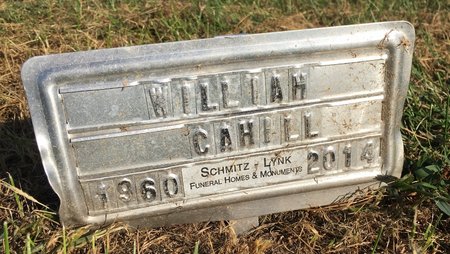 WILLIAM
CAHILL
1960 SCHMITZ - LYNK 2014
FUNERAL HOMES & MONUMENTS